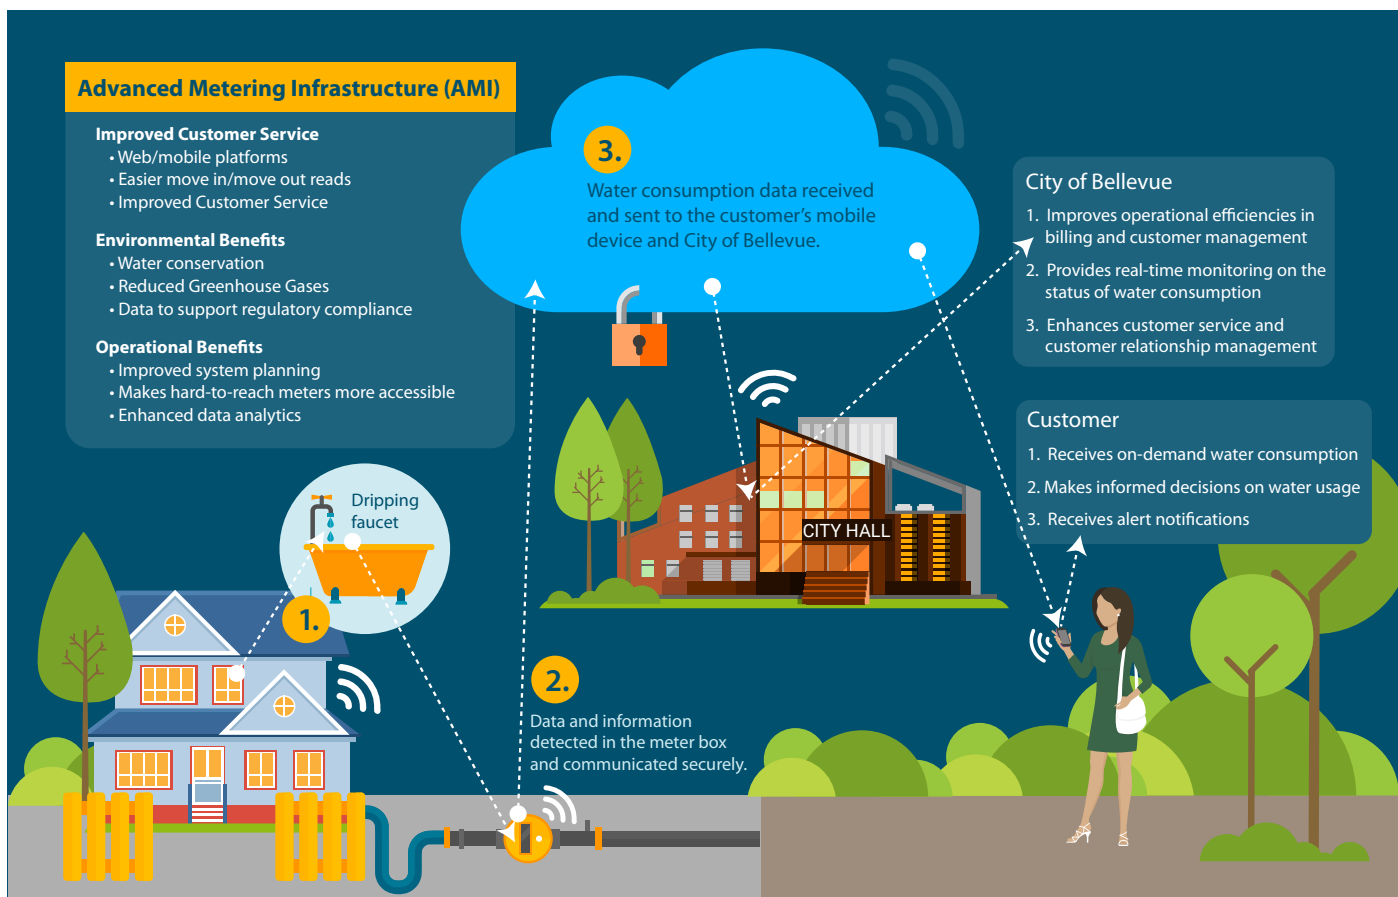 Advanced Metering Infrastructure (AMI)
Improved Customer Service
• Web/mobile platforms
• Easier move in/move out reads
• Improved Customer Service
Environmental Benefits
• Water conservation
• Reduced Greenhouse Gases
• Data to support regulatory compliance
Operational Benefits
• Improved system planning
• Makes hard-to-reach meters more accessible
• Enhanced data analytics
3.
Water consumption data received
and sent to the customer's mobile
device and City of Bellevue.
City of Bellevue
1. Improves operational efficiencies in
billing and customer management
2. Provides real-time monitoring on the
status of water consumption
3. Enhances customer service and
customer relationship management
Customer
1. Receives on-demand water consumption
2. Makes informed decisions on water usage
3. Receives alert notifications
Dripping
faucet
CITY HALL
1.
2.
Data and information
detected in the meter box
and communicated securely.